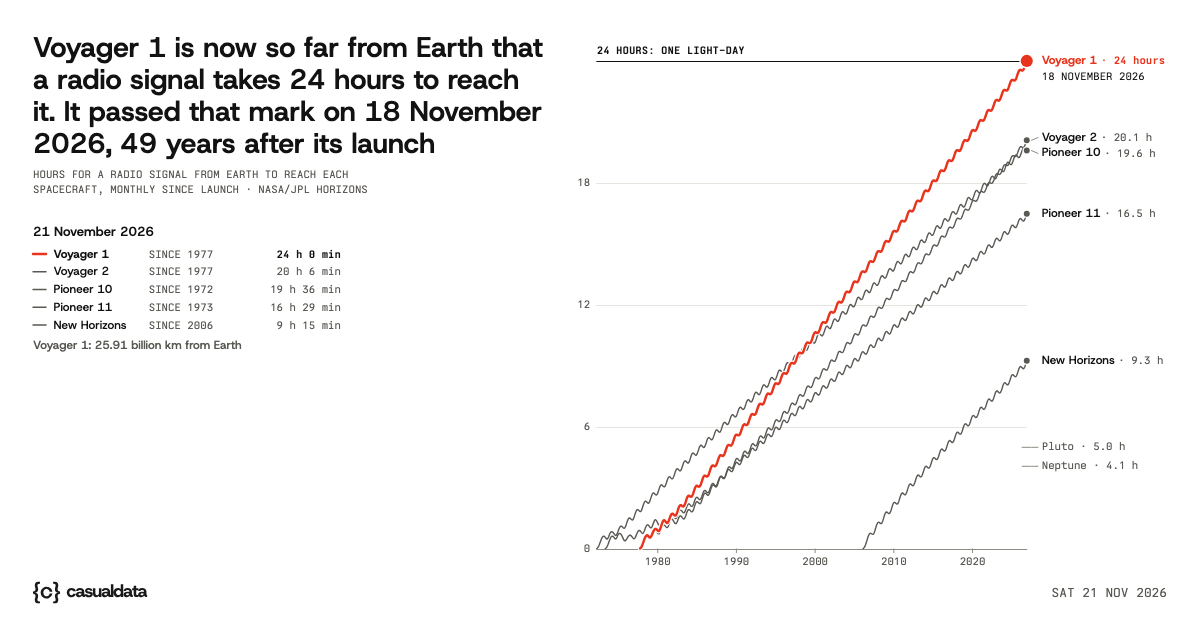 Voyager 1 is now so far from Earth that
a radio signal takes 24 hours to reach
it. It passed that mark on 18 November
2026, 49 years after its launch
HOURS FOR A RADIO SIGNAL FROM EARTH TO REACH EACH
SPACECRAFT, MONTHLY SINCE LAUNCH · NASA/JPL HORIZONS
21 November 2026
Voyager 1 SINCE 1977 24 h 0 min
Voyager 2 SINCE 1977 20 h 6 min
Pioneer 10 SINCE 1972 19 h 36 min
Pioneer 11 SINCE 1973 16 h 29 min
New Horizons SINCE 2006 9 h 15 min
Voyager 1: 25.91 billion km from Earth
24 HOURS: ONE LIGHT-DAY
Voyager 1 · 24 hours
18 NOVEMBER 2026
Voyager 2 · 20.1 h
Pioneer 10 · 19.6 h
18
Pioneer 11 · 16.5 h
12
New Horizons · 9.3 h
6
Pluto · 5.0 h
Neptune · 4.1 h
0
1980 1990 2000 2010 2020
{c} casualdata
SAT 21 NOV 2026